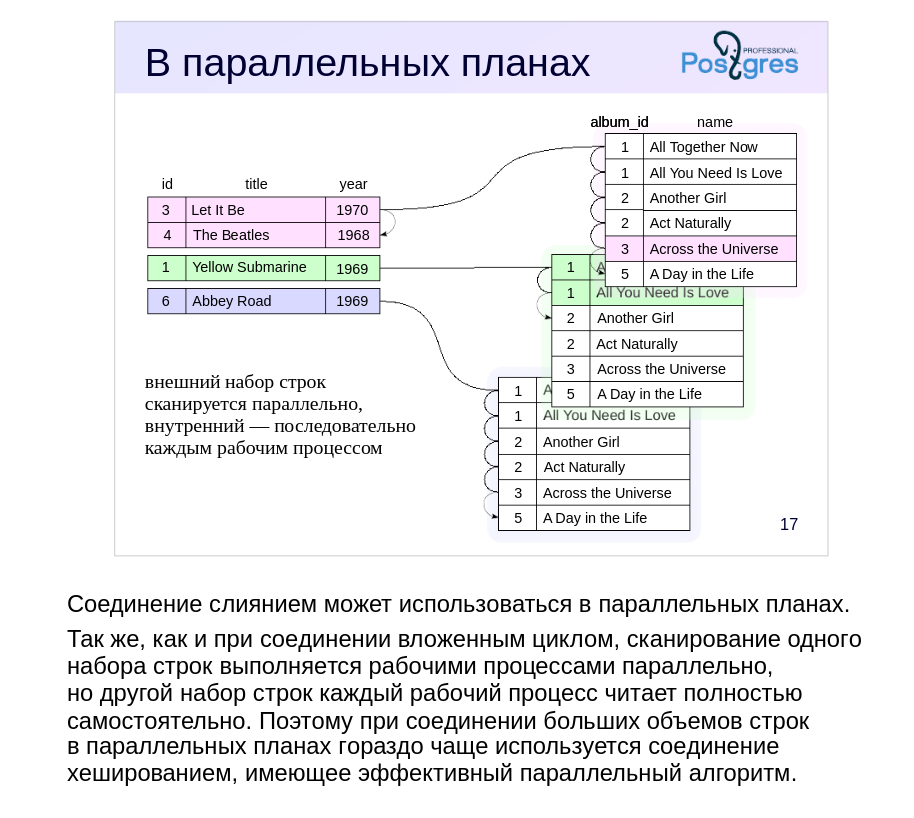 В параллельных планах
PROFESSIONAL
Postgres
album_id name
1 All Together Now
1 All You Need Is Love
2 Another Girl
2 Act Naturally
3 Across the Universe
5 A Day in the Life
id title year
3 Let It Be 1970
4 The Beatles 1968
1 Yellow Submarine 1969
6 Abbey Road 1969
1 A
1 All You Need Is Love
2 Another Girl
2 Act Naturally
3 Across the Universe
5 A Day in the Life
1 A
1 All You Need Is Love
2 Another Girl
2 Act Naturally
3 Across the Universe
5 A Day in the Life
внешний набор строк
сканируется параллельно,
внутренний — последовательно
каждым рабочим процессом
17
Соединение слиянием может использоваться в параллельных планах.
Так же, как и при соединении вложенным циклом, сканирование одного
набора строк выполняется рабочими процессами параллельно,
но другой набор строк каждый рабочий процесс читает полностью
самостоятельно. Поэтому при соединении больших объемов строк
в параллельных планах гораздо чаще используется соединение
хешированием, имеющее эффективный параллельный алгоритм.